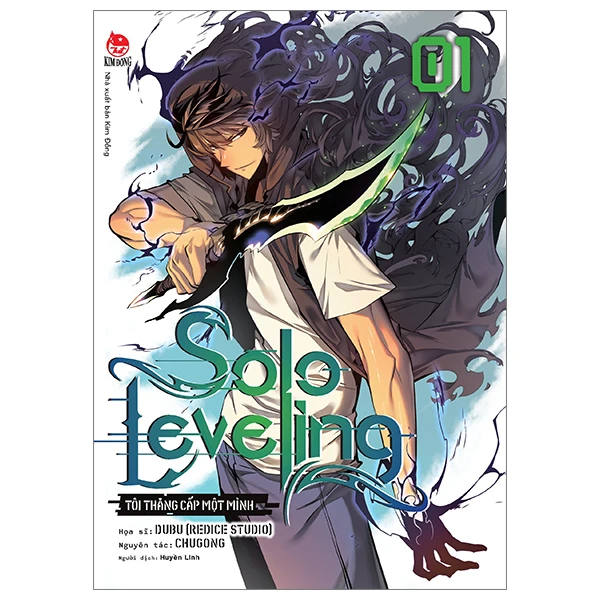 KIM ĐỒNG
Nhà xuất bản Kim Đồng
01
Solo
Leveling
TÔI THĂNG CẤP MỘT MÌNH
Họa sĩ: DUBU (REDICE STUDIO)
Nguyên tác: CHUGONG
Người dịch: Huyền Linh